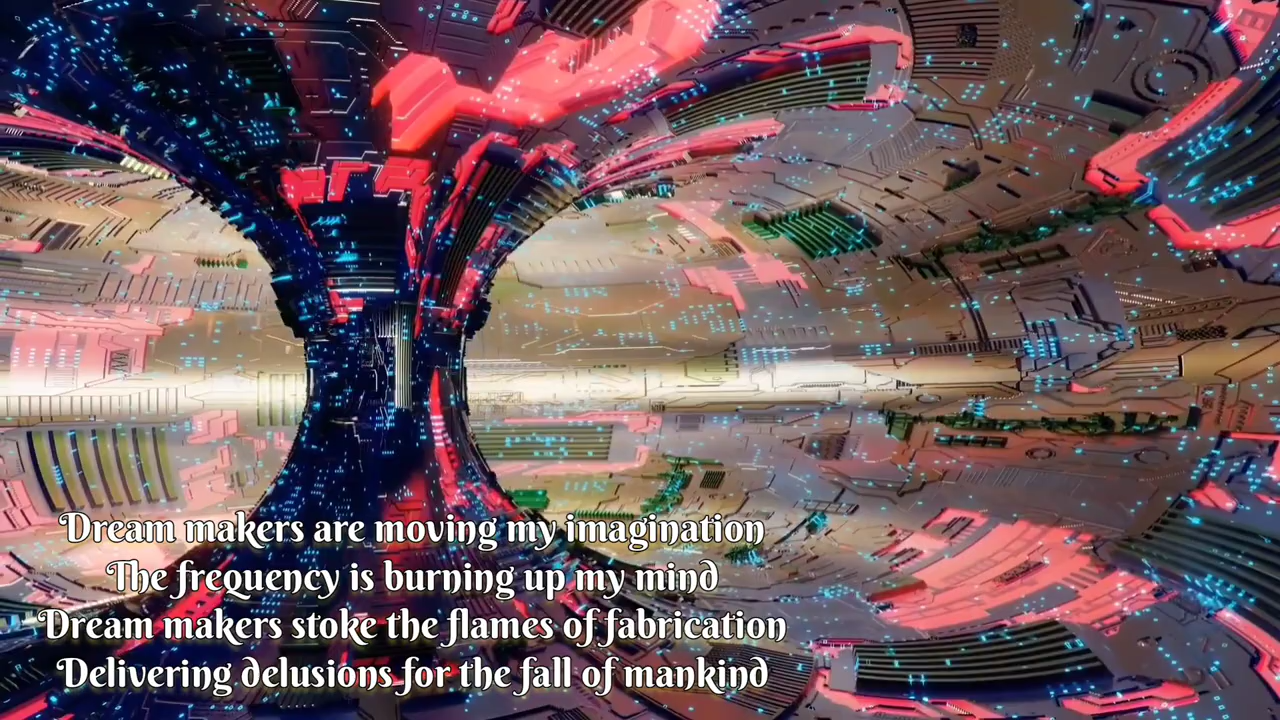 Dream makers are moving my imagination
The frequency is burning up my mind
Dream makers stoke the flames of fabrication
Delivering delusions for the fall of mankind